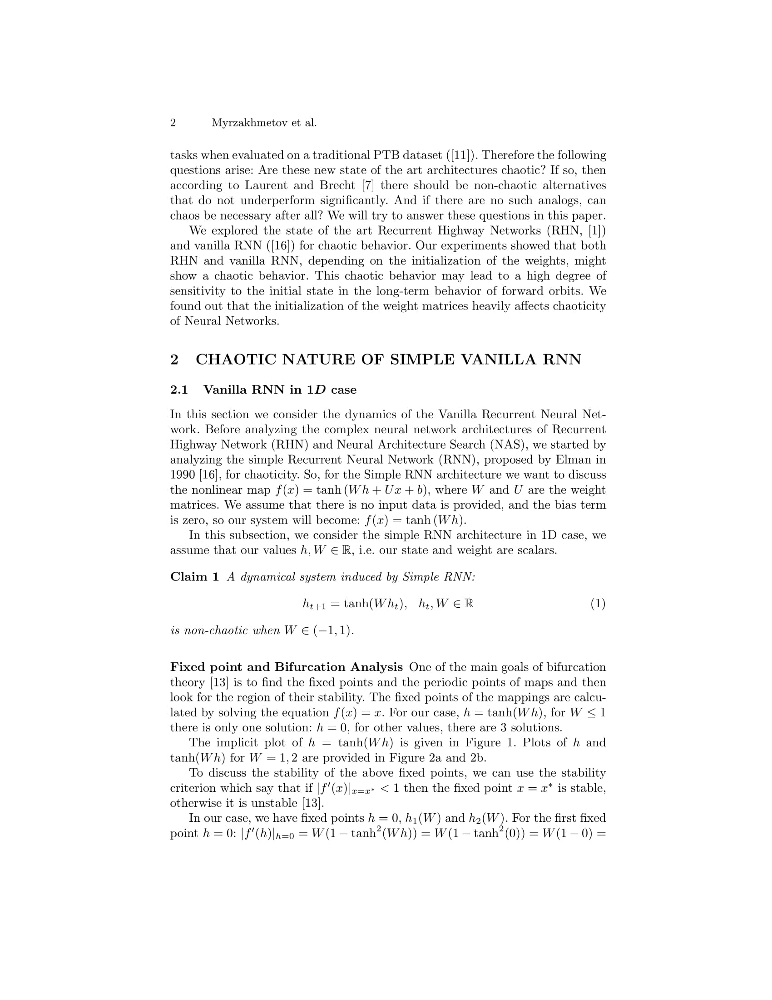 2 Myrzakhmetov et al.
tasks when evaluated on a traditional PTB dataset ([11]). Therefore the following
questions arise: Are these new state of the art architectures chaotic? If so, then
according to Laurent and Brecht [7] there should be non-chaotic alternatives
that do not underperform significantly. And if there are no such analogs, can
chaos be necessary after all? We will try to answer these questions in this paper.
We explored the state of the art Recurrent Highway Networks (RHN, [1])
and vanilla RNN ([16]) for chaotic behavior. Our experiments showed that both
RHN and vanilla RNN, depending on the initialization of the weights, might
show a chaotic behavior. This chaotic behavior may lead to a high degree of
sensitivity to the initial state in the long-term behavior of forward orbits. We
found out that the initialization of the weight matrices heavily affects chaoticity
of Neural Networks.
2 CHAOTIC NATURE OF SIMPLE VANILLA RNN
2.1 Vanilla RNN in 1D case
In this section we consider the dynamics of the Vanilla Recurrent Neural Net-
work. Before analyzing the complex neural network architectures of Recurrent
Highway Network (RHN) and Neural Architecture Search (NAS), we started by
analyzing the simple Recurrent Neural Network (RNN), proposed by Elman in
1990 [16], for chaoticity. So, for the Simple RNN architecture we want to discuss
the nonlinear map f(x) = tanh (Wh + Ux + b), where W and U are the weight
matrices. We assume that there is no input data is provided, and the bias term
is zero, so our system will become: f(x) = tanh (Wh).
In this subsection, we consider the simple RNN architecture in 1D case, we
assume that our values h, W ∈ ℝ, i.e. our state and weight are scalars.
Claim 1 A dynamical system induced by Simple RNN:
h_{t+1} = tanh(Wh_t), h_t, W ∈ ℝ (1)
is non-chaotic when W ∈ (−1, 1).
Fixed point and Bifurcation Analysis One of the main goals of bifurcation
theory [13] is to find the fixed points and the periodic points of maps and then
look for the region of their stability. The fixed points of the mappings are calcu-
lated by solving the equation f(x) = x. For our case, h = tanh(Wh), for W ≤ 1
there is only one solution: h = 0, for other values, there are 3 solutions.
The implicit plot of h = tanh(Wh) is given in Figure 1. Plots of h and
tanh(Wh) for W = 1, 2 are provided in Figure 2a and 2b.
To discuss the stability of the above fixed points, we can use the stability
criterion which say that if |f′(x)|_{x=x*} < 1 then the fixed point x = x* is stable,
otherwise it is unstable [13].
In our case, we have fixed points h = 0, h₁(W) and h₂(W). For the first fixed
point h = 0: |f′(h)|_{h=0} = W(1 − tanh²(Wh)) = W(1 − tanh²(0)) = W(1 − 0) =